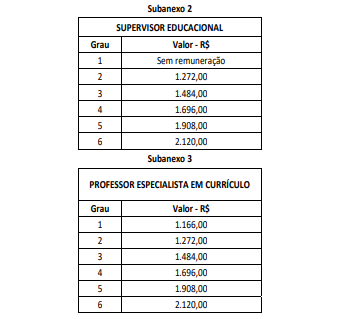 Subanexo 2
SUPERVISOR EDUCACIONAL
Grau Valor - R$
1 Sem remuneração
2 1.272,00
3 1.484,00
4 1.696,00
5 1.908,00
6 2.120,00
Subanexo 3
PROFESSOR ESPECIALISTA EM CURRÍCULO
Grau Valor - R$
1 1.166,00
2 1.272,00
3 1.484,00
4 1.696,00
5 1.908,00
6 2.120,00